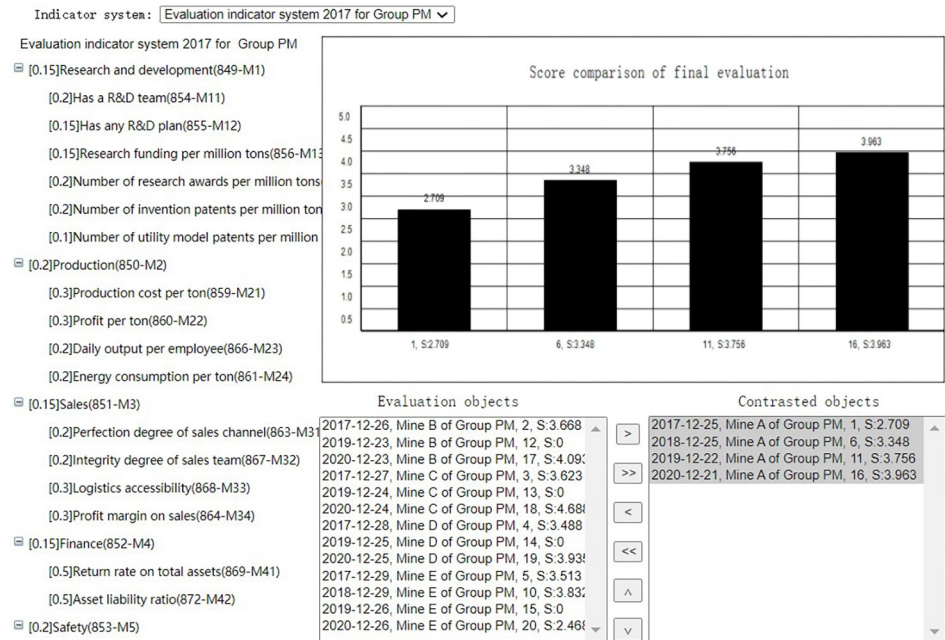 Indicator system: Evaluation indicator system 2017 for Group PM
Evaluation indicator system 2017 for Group PM
[0.15]Research and development(849-M1)
[0.2]Has a R&D team(854-M11)
[0.15]Has any R&D plan(855-M12)
[0.15]Research funding per million tons(856-M13
[0.2]Number of research awards per million tons
[0.2]Number of invention patents per million ton
[0.1]Number of utility model patents per million
[0.2]Production(850-M2)
[0.3]Production cost per ton(859-M21)
[0.3]Profit per ton(860-M22)
[0.2]Daily output per employee(866-M23)
[0.2]Energy consumption per ton(861-M24)
[0.15]Sales(851-M3)
[0.2]Perfection degree of sales channel(863-M31
[0.2]Integrity degree of sales team(867-M32)
[0.3]Logistics accessibility(868-M33)
[0.3]Profit margin on sales(864-M34)
[0.15]Finance(852-M4)
[0.5]Return rate on total assets(869-M41)
[0.5]Asset liability ratio(872-M42)
[0.2]Safety(853-M5)
Score comparison of final evaluation
5.0
4.5
4.0
3.5
3.0
2.5
2.0
1.5
1.0
0.5
2.709
3.348
3.756
3.963
1, S:2.709
6, S:3.348
11, S:3.756
16, S:3.963
Evaluation objects
2017-12-26, Mine B of Group PM, 2, S:3.668
2019-12-23, Mine B of Group PM, 12, S:0
2020-12-23, Mine B of Group PM, 17, S:4.093
2017-12-27, Mine C of Group PM, 3, S:3.623
2019-12-24, Mine C of Group PM, 13, S:0
2020-12-24, Mine C of Group PM, 18, S:4.688
2017-12-28, Mine D of Group PM, 4, S:3.488
2019-12-25, Mine D of Group PM, 14, S:0
2020-12-25, Mine D of Group PM, 19, S:3.935
2017-12-29, Mine E of Group PM, 5, S:3.513
2018-12-29, Mine E of Group PM, 10, S:3.832
2019-12-26, Mine E of Group PM, 15, S:0
2020-12-26, Mine E of Group PM, 20, S:2.468
>
>>
<
<<
∧
∨
Contrasted objects
2017-12-25, Mine A of Group PM, 1, S:2.709
2018-12-25, Mine A of Group PM, 6, S:3.348
2019-12-22, Mine A of Group PM, 11, S:3.756
2020-12-21, Mine A of Group PM, 16, S:3.963